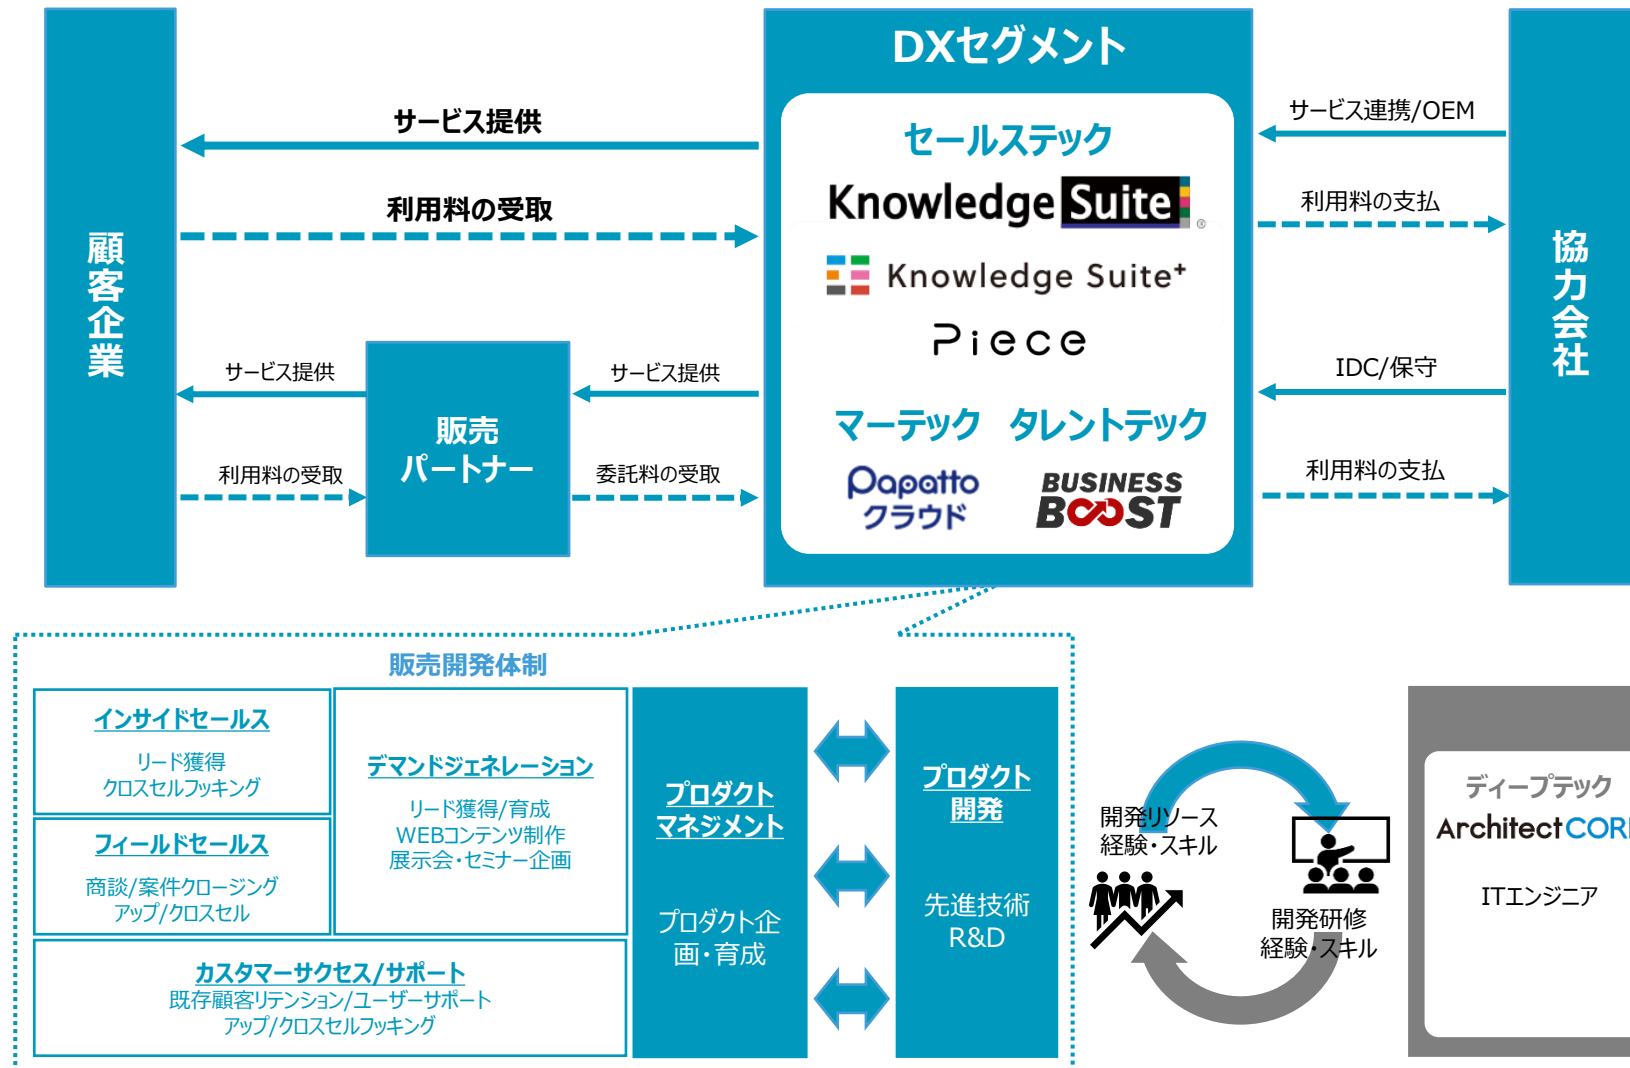 DXセグメント
顧客企業
サービス提供
利用料の受取
サービス提供
利用料の受取
販売
パートナー
サービス提供
委託料の受取
セールステック
Knowledge Suite ®
Knowledge Suite+
Piece
マーテック
タレントテック
Papatto
クラウド
BUSINESS
BOOST
サービス連携/OEM
利用料の支払
IDC/保守
利用料の支払
協力会社
販売開発体制
インサイドセールス
リード獲得
クロスセルフッキング
フィールドセールス
商談/案件クロージング
アップ/クロスセル
デマンドジェネレーション
リード獲得/育成
WEBコンテンツ制作
展示会・セミナー企画
カスタマーサクセス/サポート
既存顧客リテンション/ユーザーサポート
アップ/クロスセルフッキング
プロダクト
マネジメント
プロダクト企
画・育成
プロダクト
開発
先進技術
R&D
開発リソース
経験・スキル
開発研修
経験・スキル
ディープテック
Architect COR
ITエンジニア